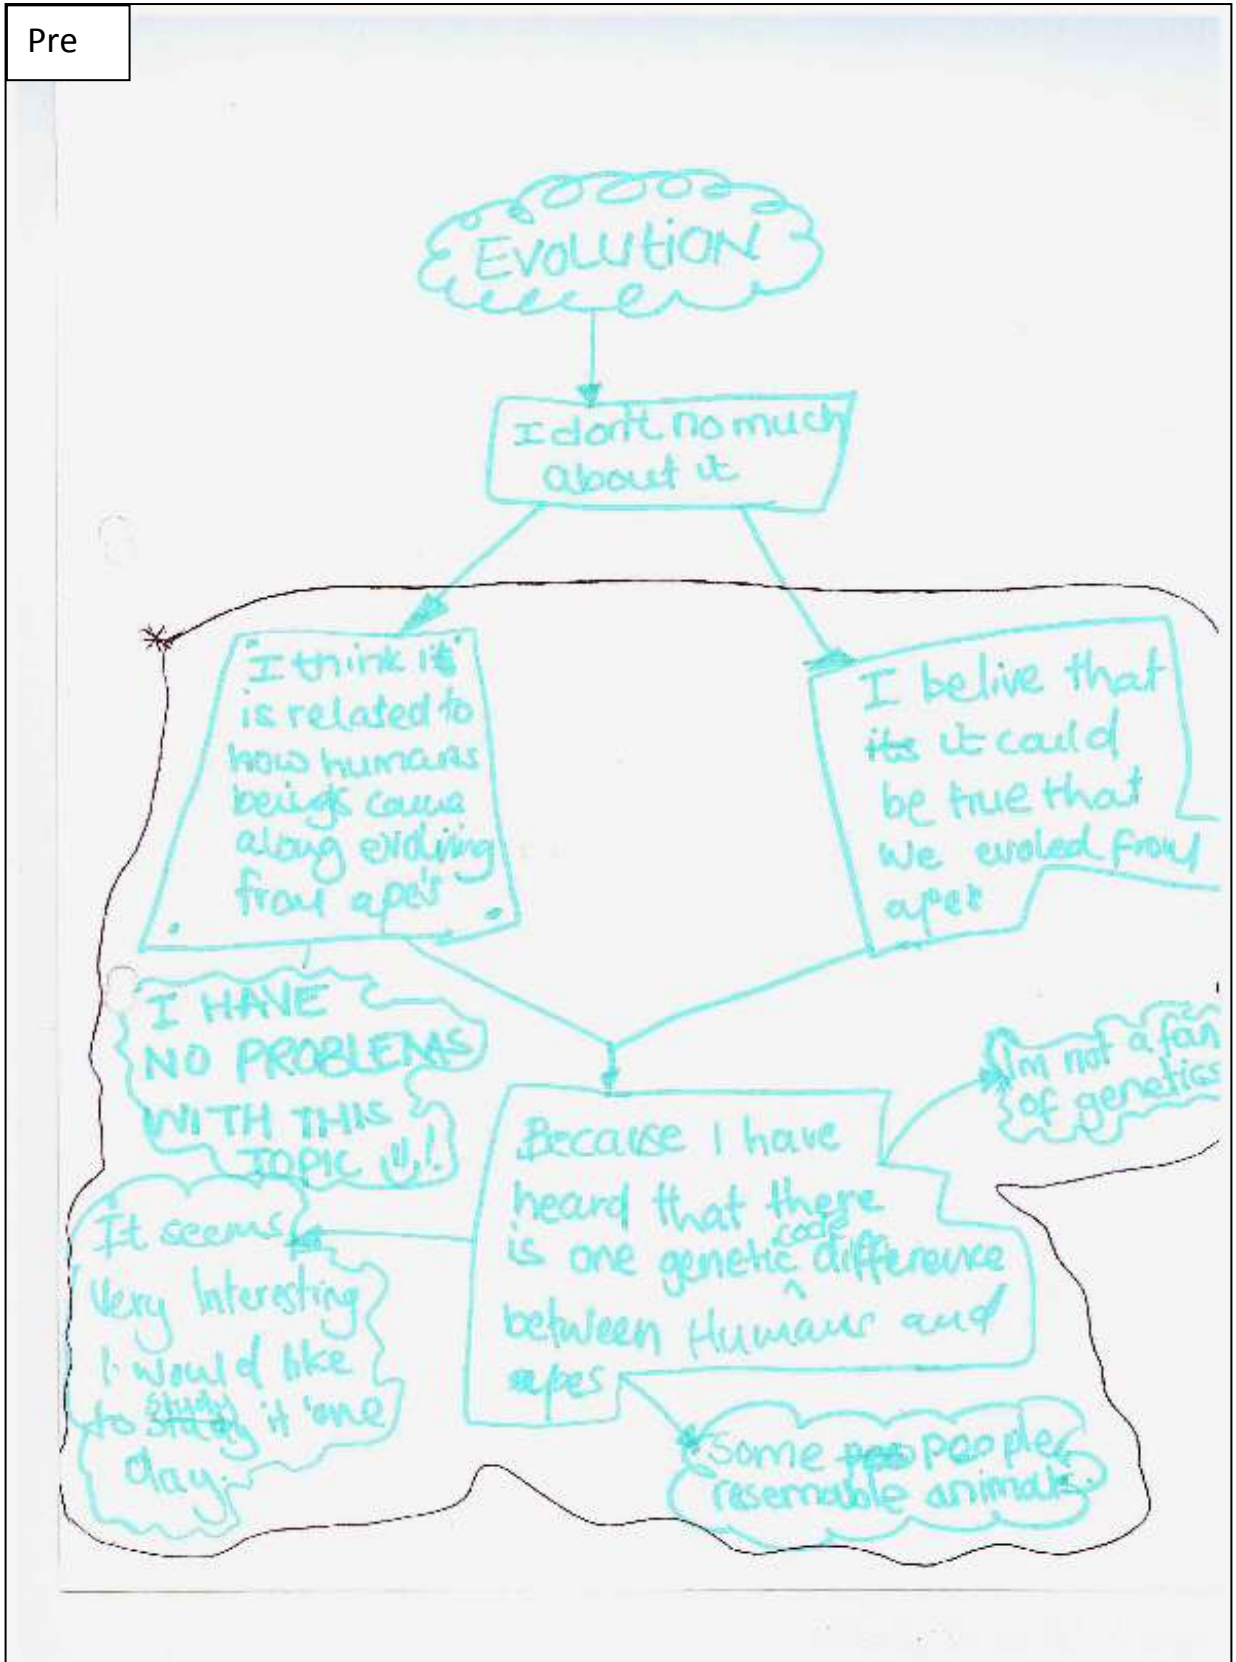 Pre
EVOLUTION
I don't no much
about it
"I think it"
is related to
how humans
beings came
along evolving
from ape's
I belive that
its it could
be true that
we evoled from
apes
I HAVE
NO PROBLEMS
WITH THIS
TOPIC !
I'm not a fan
of genetics
Because I have
heard that there
is one genetic code difference
between Humans and
apes
It seems
Very Interesting
I would like
to study it one
day.
Some peo people
resemable animals.